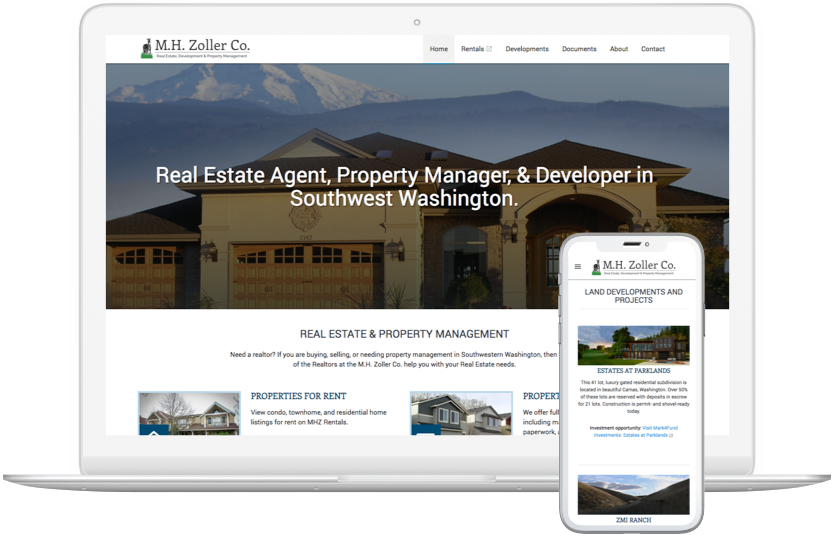 M.H. Zoller Co.
Real Estate, Development & Property Management
Home
Rentals
Developments
Documents
About
Contact
Real Estate Agent, Property Manager, & Developer in
Southwest Washington.
REAL ESTATE & PROPERTY MANAGEMENT
Need a realtor? If you are buying, selling, or needing property management in Southwestern Washington, then
of the Realtors at the M.H. Zoller Co. help you with your Real Estate needs.
PROPERTIES FOR RENT
View condo, townhome, and residential home
listings for rent on MHZ Rentals.
PROPERT
We offer full
including ma
paperwork, a
M.H. Zoller Co.
Real Estate, Development & Property Management
LAND DEVELOPMENTS AND
PROJECTS
ESTATES AT PARKLANDS
This 41 lot, luxury gated residential subdivision is
located in beautiful Camas, Washington. Over 50%
of these lots are reserved with deposits in escrow
for 21 lots. Construction is permit- and shovel-ready
today.
Investment opportunity: Visit Mark4Fund
Investments: Estates at Parklands
ZMI RANCH